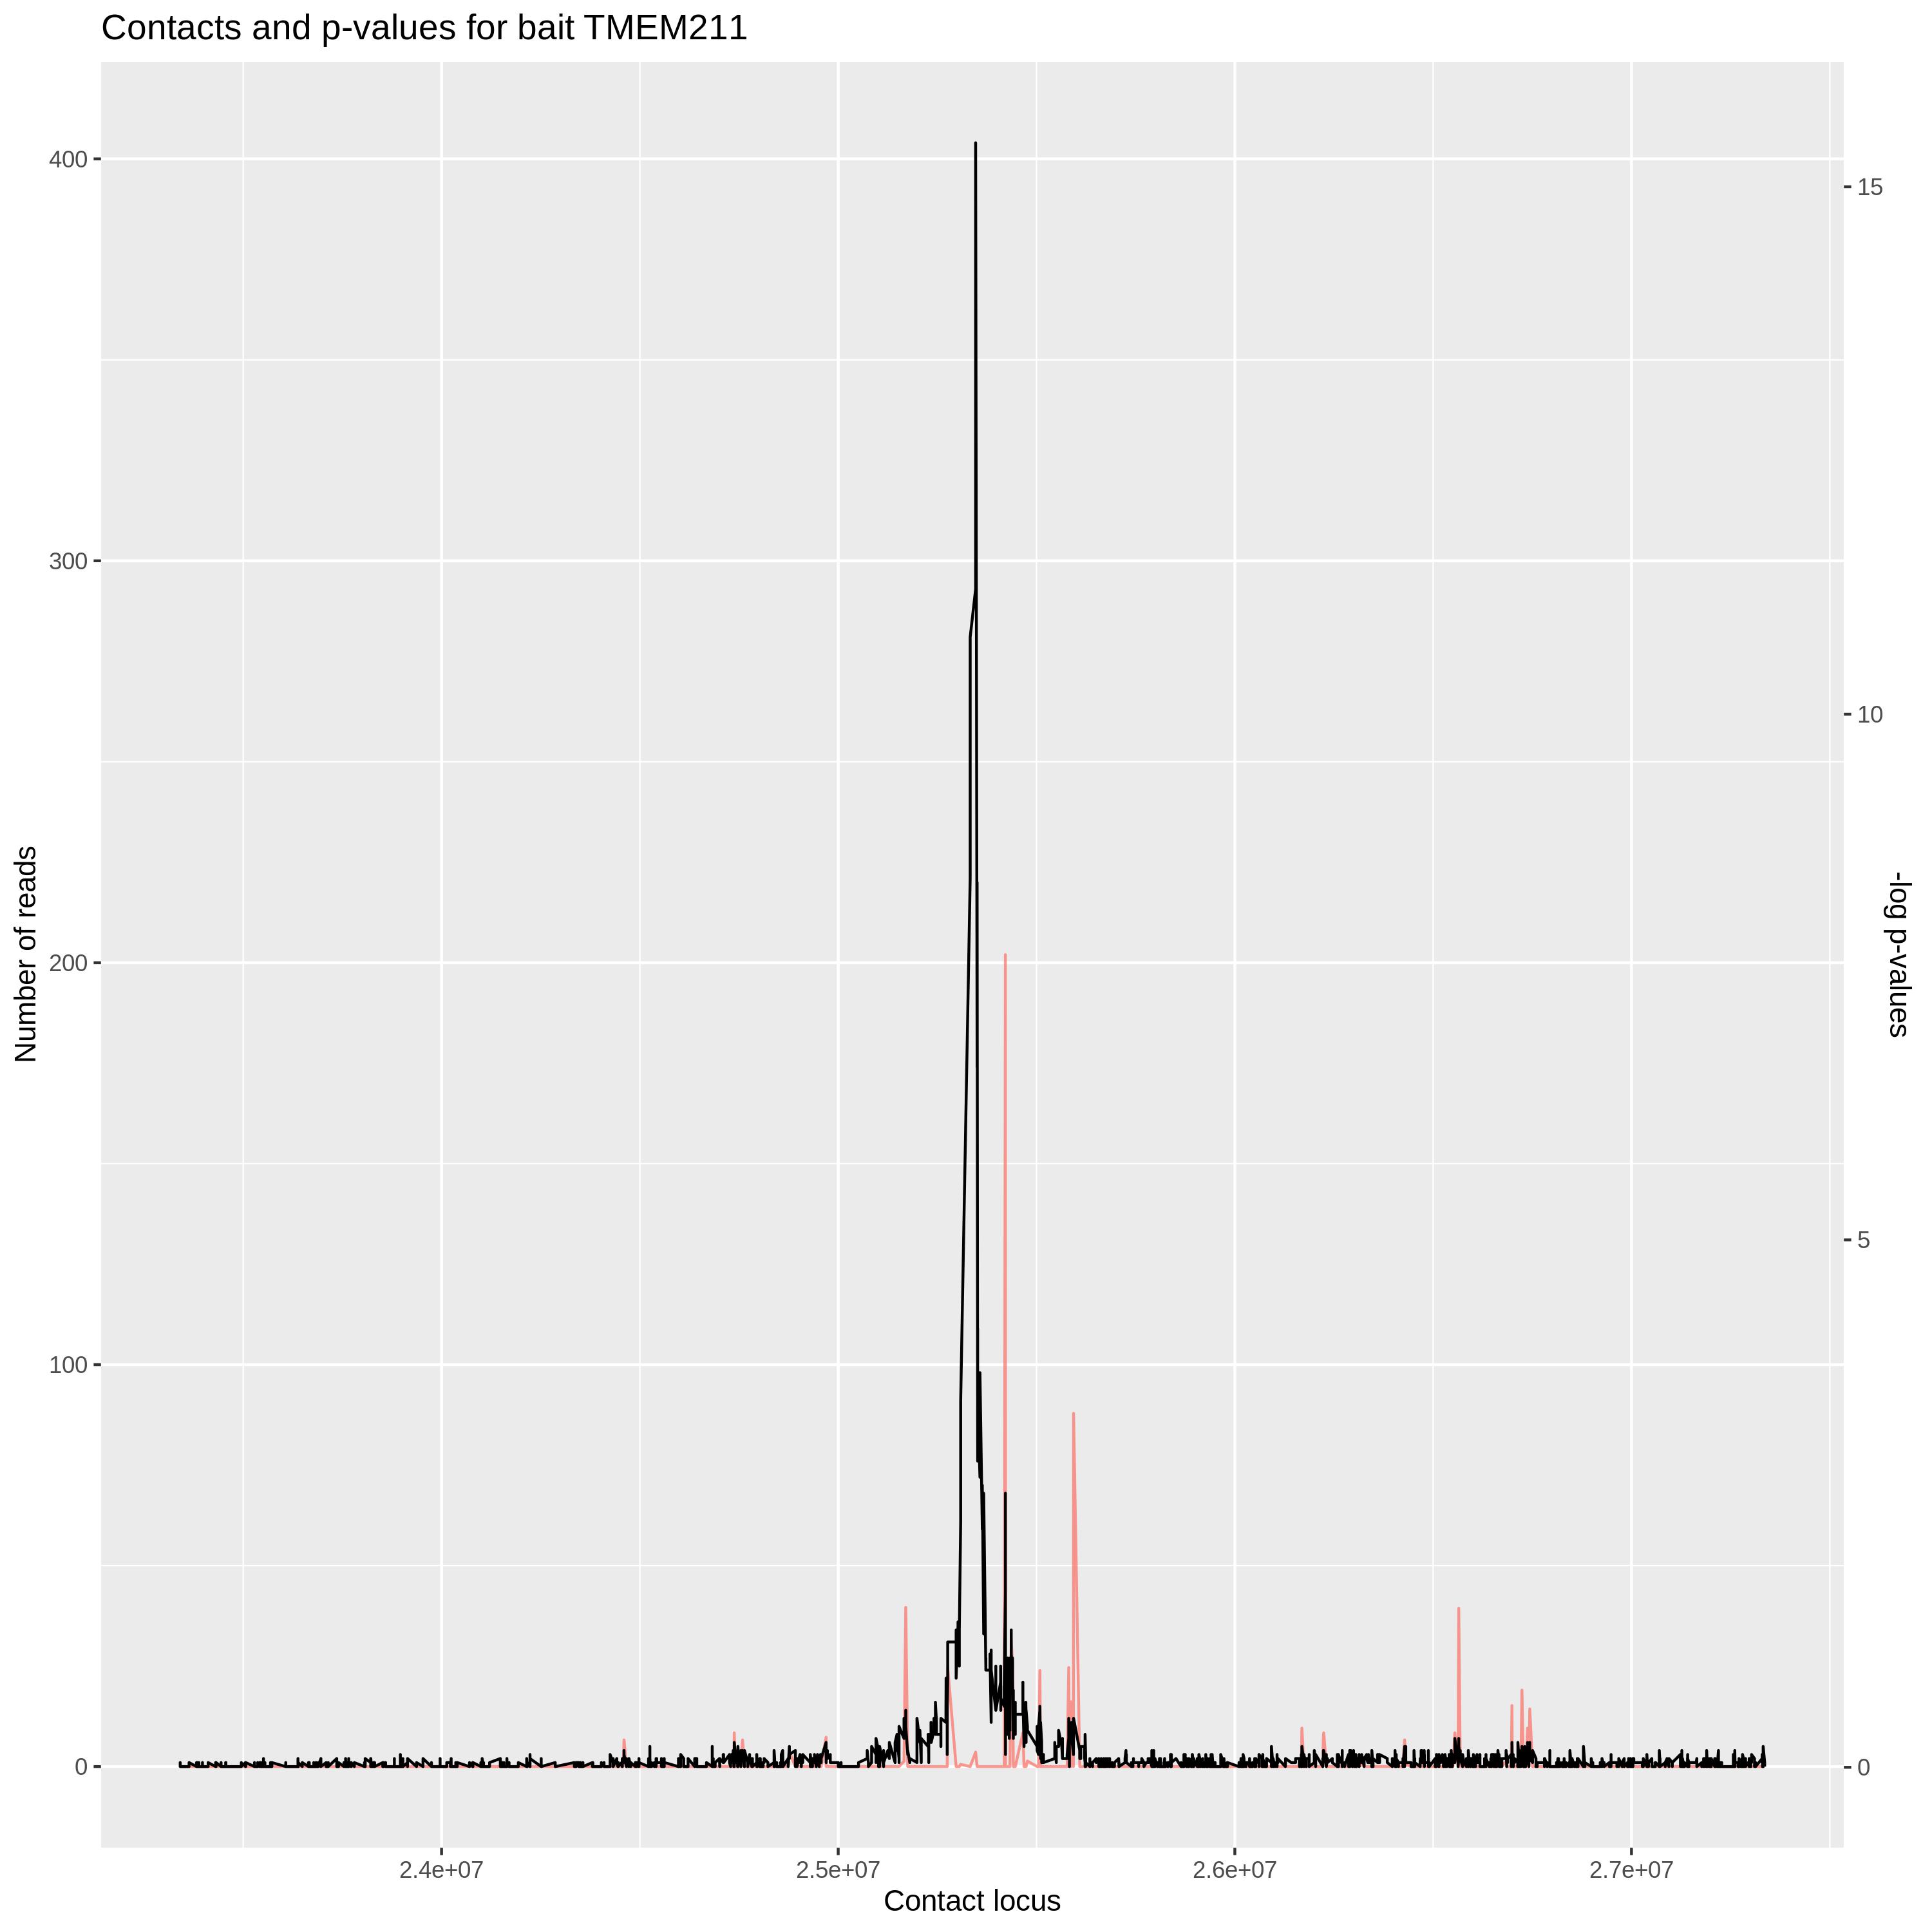 Contacts and p-values for bait TMEM211
400
300
200
100
0
Number of reads
15
10
5
0
-log p-values
2.4e+07
2.5e+07
2.6e+07
2.7e+07
Contact locus